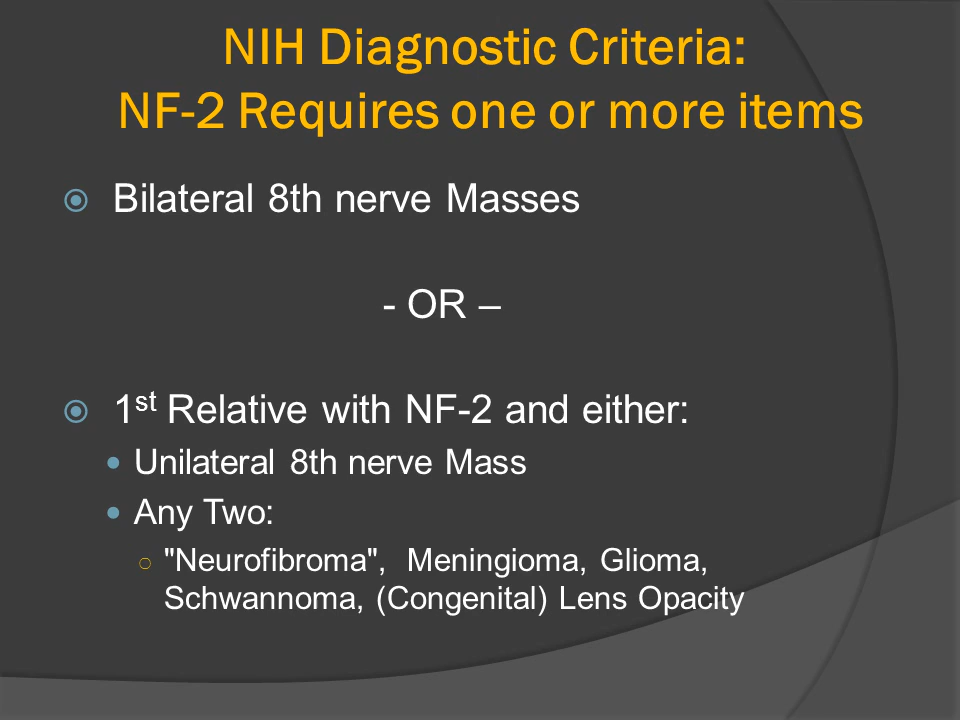 NIH Diagnostic Criteria:
NF-2 Requires one or more items
Bilateral 8th nerve Masses
- OR –
1st Relative with NF-2 and either:
Unilateral 8th nerve Mass
Any Two:
"Neurofibroma", Meningioma, Glioma,
Schwannoma, (Congenital) Lens Opacity